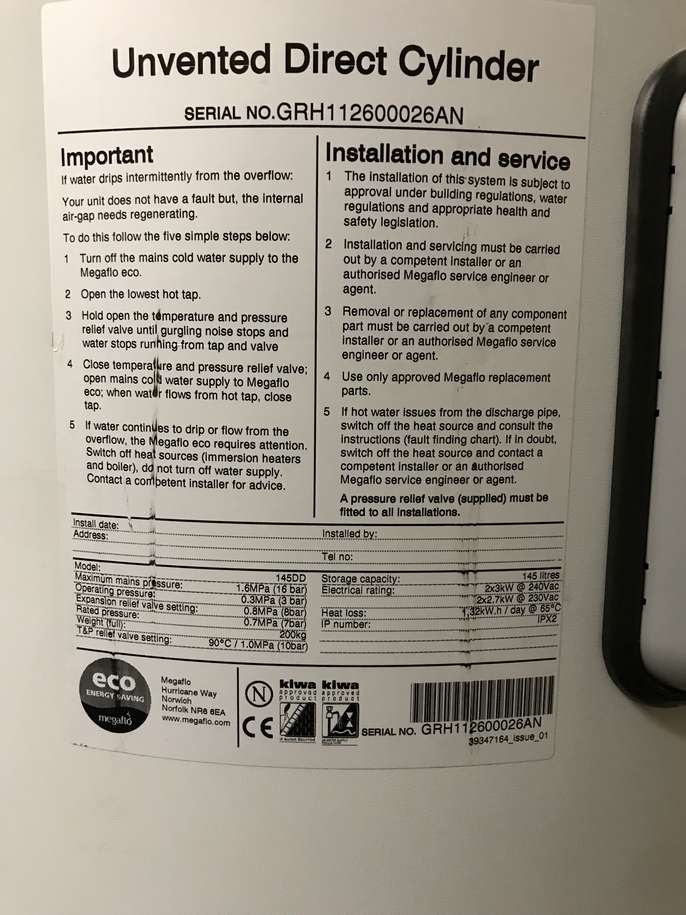 Unvented Direct Cylinder
SERIAL NO.GRH112600026AN
Important
If water drips intermittently from the overflow:
Your unit does not have a fault but, the internal
air-gap needs regenerating.
To do this follow the five simple steps below:
1 Turn off the mains cold water supply to the
Megaflo eco.
2 Open the lowest hot tap.
3 Hold open the temperature and pressure
relief valve until gurgling noise stops and
water stops running from tap and valve
4 Close temperature and pressure relief valve;
open mains cold water supply to Megaflo
eco; when water flows from hot tap, close
tap.
5 If water continues to drip or flow from the
overflow, the Megaflo eco requires attention.
Switch off heat sources (immersion heaters
and boiler), do not turn off water supply.
Contact a competent installer for advice.
Installation and service
1 The installation of this system is subject to
approval under building regulations, water
regulations and appropriate health and
safety legislation.
2 Installation and servicing must be carried
out by a competent installer or an
authorised Megaflo service engineer or
agent.
3 Removal or replacement of any component
part must be carried out by a competent
installer or an authorised Megaflo service
engineer or agent.
4 Use only approved Megaflo replacement
parts.
5 If hot water issues from the discharge pipe,
switch off the heat source and consult the
instructions (fault finding chart). If in doubt,
switch off the heat source and contact a
competent installer or an authorised
Megaflo service engineer or agent.
A pressure relief valve (supplied) must be
fitted to all installations.
Install date:
Address:
Installed by:
Tel no:
Model: 145DD
Maximum mains pressure: 1.6MPa (16 bar)
Operating pressure: 0.3MPa (3 bar)
Expansion relief valve setting: 0.8MPa (8bar)
Rated pressure: 0.7MPa (7bar)
Weight (full): 200kg
T&P relief valve setting: 90°C / 1.0MPa (10bar)
Storage capacity: 145 litres
Electrical rating: 2x3kW @ 240Vac
2x2.7kW @ 230Vac
Heat loss: 1.32kW.h / day @ 65°C
IP number: IPX2
eco
ENERGY SAVING
megaflo
Megaflo
Hurricane Way
Norwich
Norfolk NR6 6EA
www.megaflo.com
N
CE
kiwa
approved
product
kiwa
approved
product
SERIAL NO. GRH112600026AN
39347164_issue_01